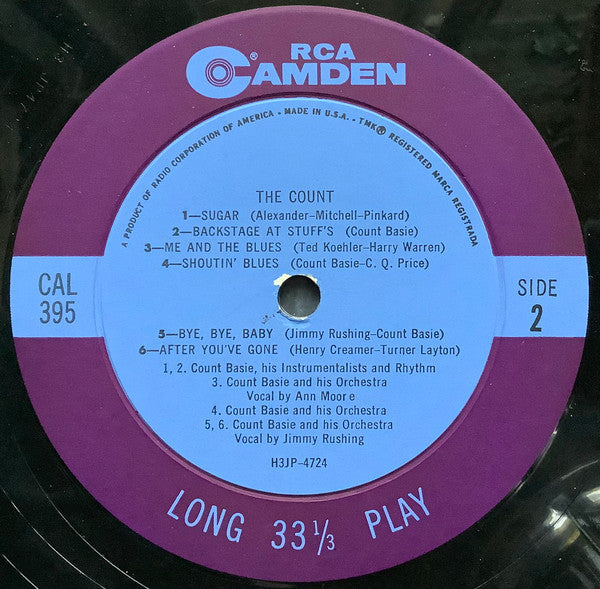 RCA
CAMDEN®
A PRODUCT OF RADIO CORPORATION OF AMERICA • MADE IN U.S.A. • TMK® REGISTERED MARCA REGISTRADA
THE COUNT
1—SUGAR (Alexander–Mitchell–Pinkard)
2—BACKSTAGE AT STUFF'S (Count Basie)
3—ME AND THE BLUES (Ted Koehler–Harry Warren)
4—SHOUTIN' BLUES (Count Basie–C. Q. Price)
CAL
395
SIDE
2
5—BYE, BYE, BABY (Jimmy Rushing–Count Basie)
6—AFTER YOU'VE GONE (Henry Creamer–Turner Layton)
1, 2. Count Basie, his Instrumentalists and Rhythm
3. Count Basie and his Orchestra
Vocal by Ann Moore
4. Count Basie and his Orchestra
5, 6. Count Basie and his Orchestra
Vocal by Jimmy Rushing
H3JP–4724
LONG 33⅓ PLAY